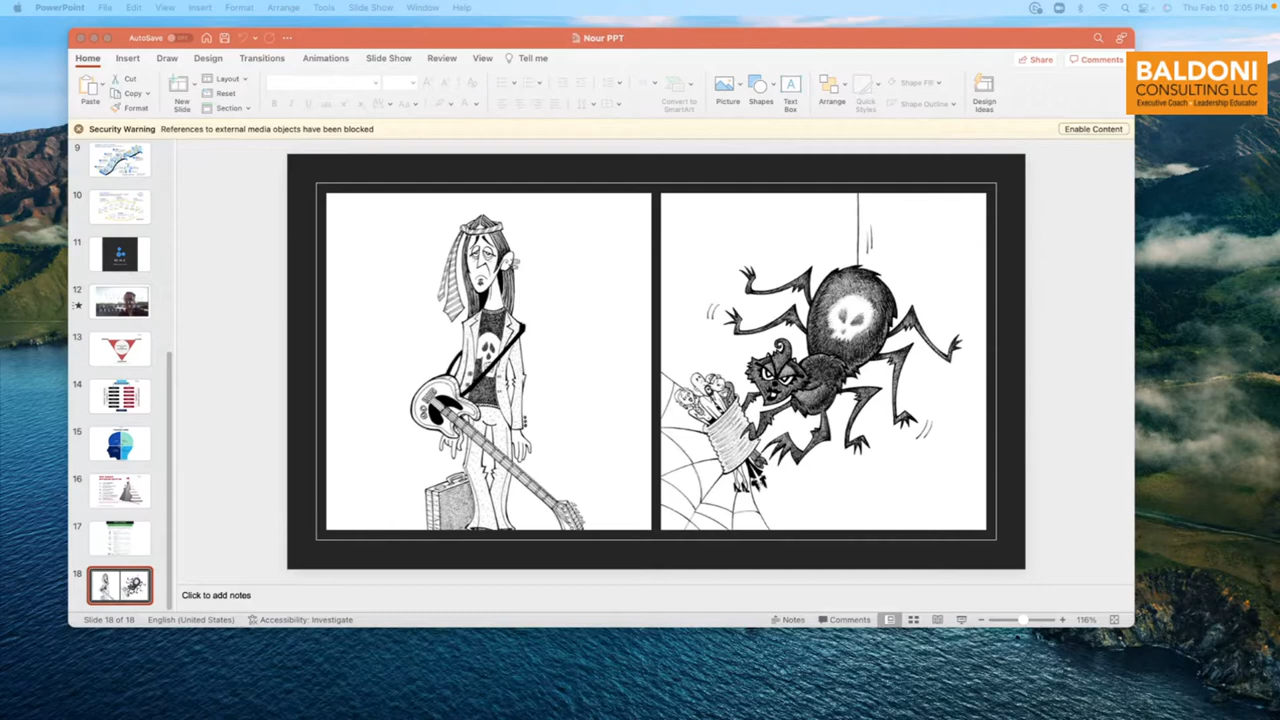 PowerPoint File Edit View Insert Format Arrange Tools Slide Show Window Help
Thu Feb 10 2:05 PM
AutoSave OFF
Nour PPT
Home Insert Draw Design Transitions Animations Slide Show Review View Tell me
Share Comments
Paste
Cut
Copy
Format
New Slide
Layout
Reset
Section
Convert to SmartArt
Picture
Shapes
Text Box
Arrange
Quick Styles
Shape Fill
Shape Outline
Design Ideas
BALDONI
CONSULTING LLC
Executive Coach • Leadership Educator
Security Warning References to external media objects have been blocked
Enable Content
9
10
11
12
13
14
15
16
17
18
Click to add notes
Slide 18 of 18 English (United States) Accessibility: Investigate
Notes Comments 116%